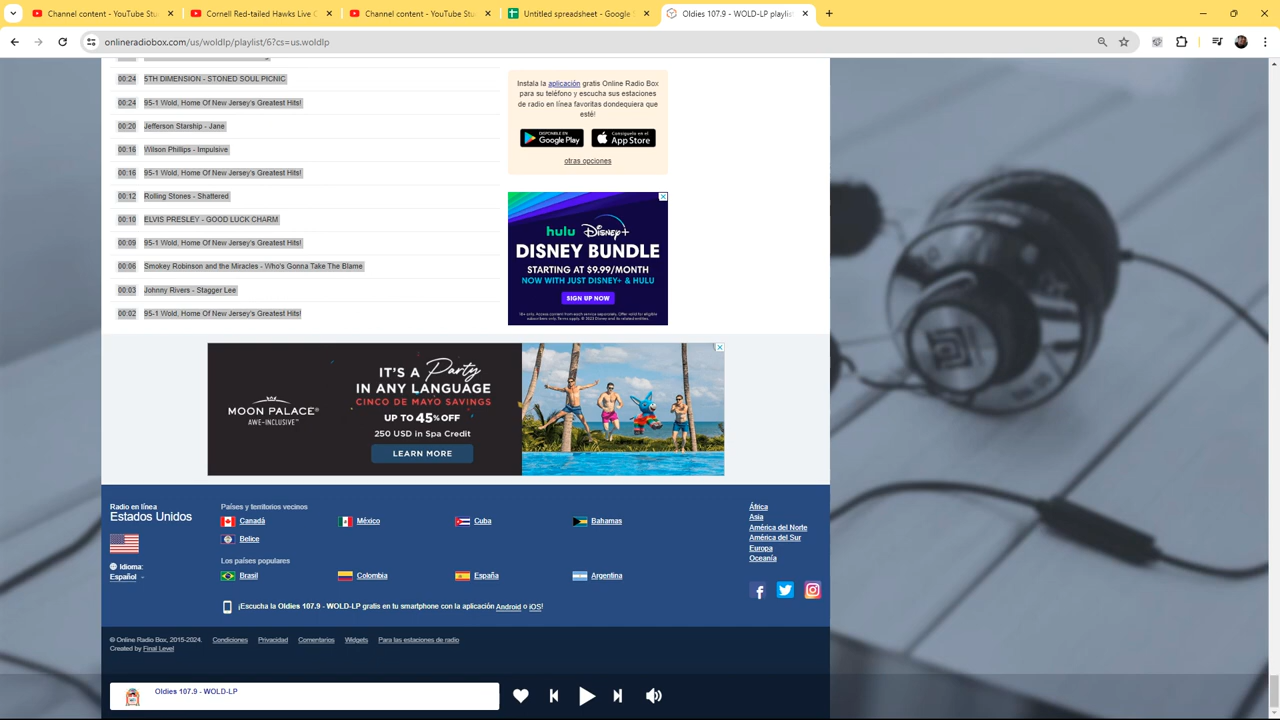 Channel content - YouTube Stu
Cornell Red-tailed Hawks Live C
Channel content - YouTube Stu
Untitled spreadsheet - Google
Oldies 107.9 - WOLD-LP playlist
onlineradiobox.com/us/woldlp/playlist/6?cs=us.woldlp
00:24 5TH DIMENSION - STONED SOUL PICNIC
00:24 95-1 Wold, Home Of New Jersey's Greatest Hits!
00:20 Jefferson Starship - Jane
00:16 Wilson Phillips - Impulsive
00:16 95-1 Wold, Home Of New Jersey's Greatest Hits!
00:12 Rolling Stones - Shattered
00:10 ELVIS PRESLEY - GOOD LUCK CHARM
00:09 95-1 Wold, Home Of New Jersey's Greatest Hits!
00:06 Smokey Robinson and the Miracles - Who's Gonna Take The Blame
00:03 Johnny Rivers - Stagger Lee
00:02 95-1 Wold, Home Of New Jersey's Greatest Hits!
Instala la aplicación gratis Online Radio Box
para su teléfono y escucha sus estaciones
de radio en línea favoritas dondequiera que
esté!
DISPONIBLE EN
Google Play
Consíguelo en el
App Store
otras opciones
hulu Disney+
DISNEY BUNDLE
STARTING AT $9.99/MONTH
NOW WITH JUST DISNEY+ & HULU
SIGN UP NOW
MOON PALACE®
AWE-INCLUSIVE™
IT'S A Party
IN ANY LANGUAGE
CINCO DE MAYO SAVINGS
UP TO 45% OFF
250 USD in Spa Credit
LEARN MORE
Radio en línea
Estados Unidos
Idioma:
Español
Países y territorios vecinos
Canadá
México
Cuba
Bahamas
Belice
Los países populares
Brasil
Colombia
España
Argentina
¡Escucha la Oldies 107.9 - WOLD-LP gratis en tu smartphone con la aplicación Android o iOS!
África
Asia
América del Norte
América del Sur
Europa
Oceanía
© Online Radio Box, 2015-2024.
Created by Final Level
Condiciones
Privacidad
Comentarios
Widgets
Para las estaciones de radio
Oldies 107.9 - WOLD-LP